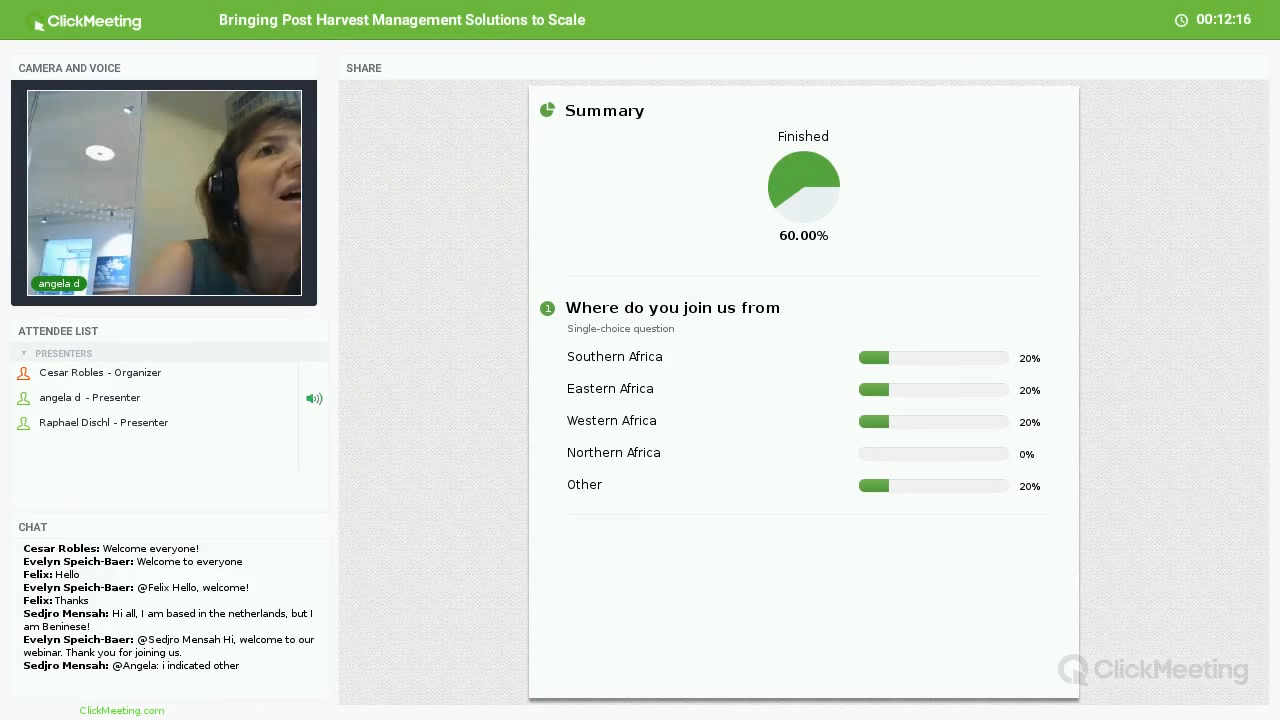 ClickMeeting
Bringing Post Harvest Management Solutions to Scale
00:12:16
CAMERA AND VOICE
angela d
ATTENDEE LIST
PRESENTERS
Cesar Robles - Organizer
angela d - Presenter
Raphael Dischl - Presenter
CHAT
Cesar Robles: Welcome everyone!
Evelyn Speich-Baer: Welcome to everyone
Felix: Hello
Evelyn Speich-Baer: @Felix Hello, welcome!
Felix: Thanks
Sedjro Mensah: Hi all, I am based in the netherlands, but I
am Beninese!
Evelyn Speich-Baer: @Sedjro Mensah Hi, welcome to our
webinar. Thank you for joining us.
Sedjro Mensah: @Angela: i indicated other
ClickMeeting.com
SHARE
Summary
Finished
60.00%
1 Where do you join us from
Single-choice question
Southern Africa 20%
Eastern Africa 20%
Western Africa 20%
Northern Africa 0%
Other 20%
ClickMeeting